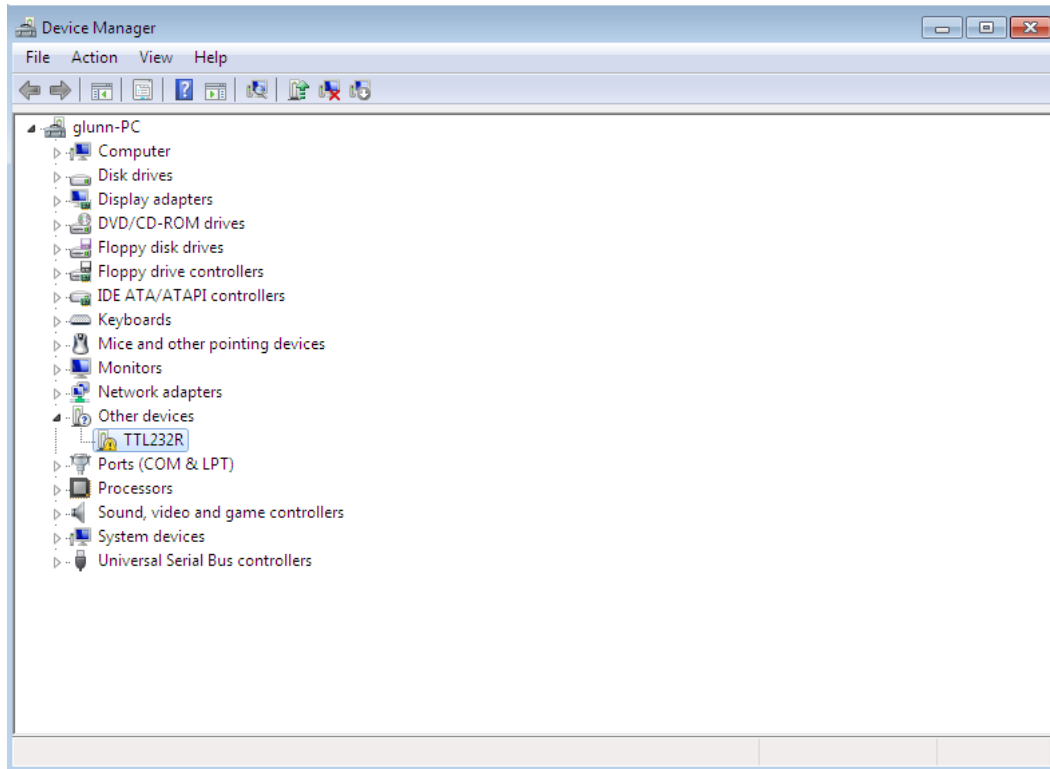 Device Manager
File Action View Help
glunn-PC
Computer
Disk drives
Display adapters
DVD/CD-ROM drives
Floppy disk drives
Floppy drive controllers
IDE ATA/ATAPI controllers
Keyboards
Mice and other pointing devices
Monitors
Network adapters
Other devices
TTL232R
Ports (COM & LPT)
Processors
Sound, video and game controllers
System devices
Universal Serial Bus controllers